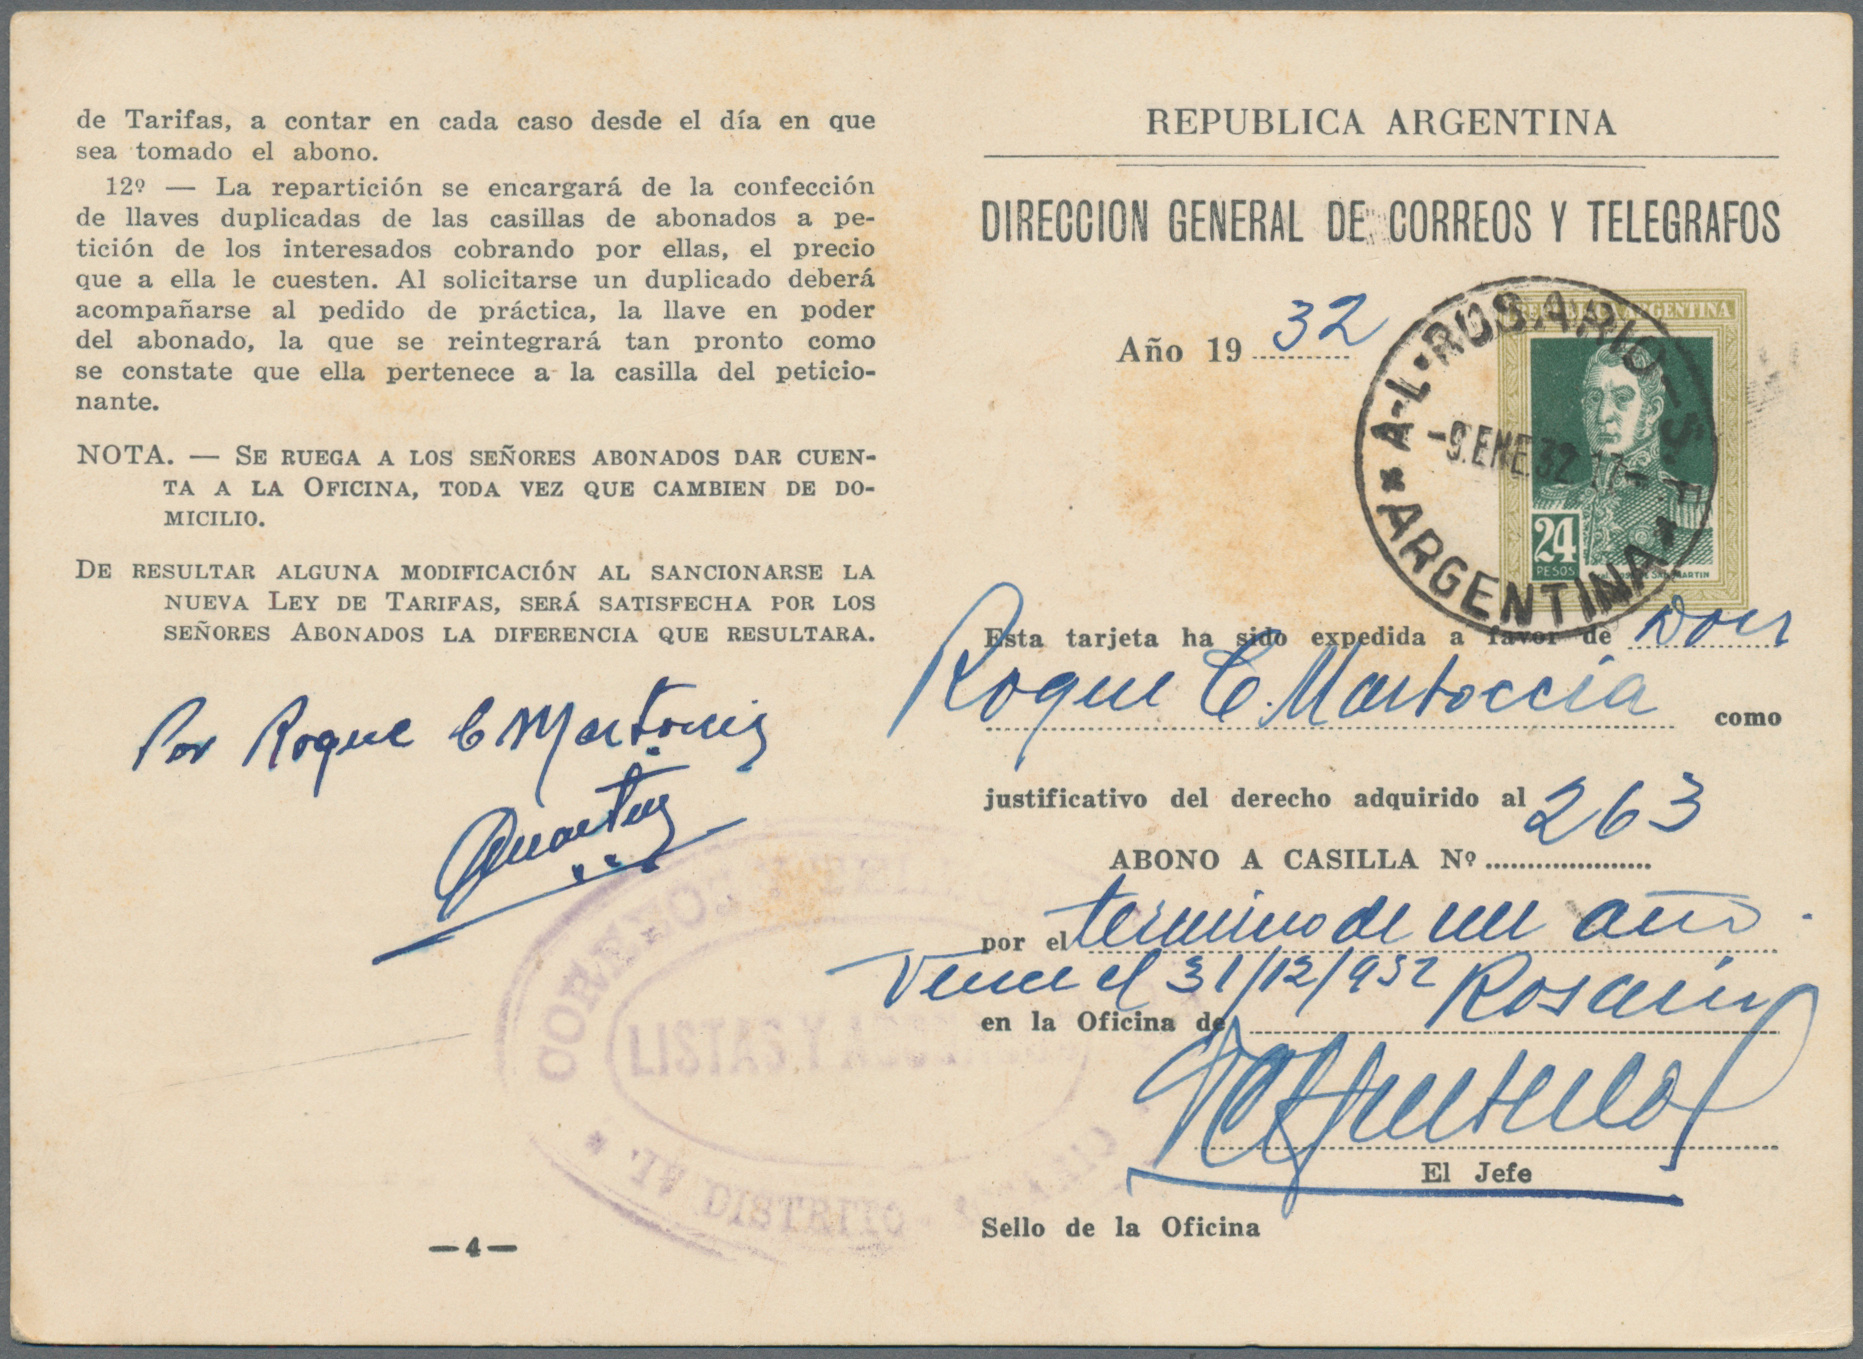 de Tarifas, a contar en cada caso desde el día en que
sea tomado el abono.
12º — La repartición se encargará de la confección
de llaves duplicadas de las casillas de abonados a pe-
tición de los interesados cobrando por ellas, el precio
que a ella le cuesten. Al solicitarse un duplicado deberá
acompañarse al pedido de práctica, la llave en poder
del abonado, la que se reintegrará tan pronto como
se constate que ella pertenece a la casilla del peticio-
nante.
NOTA. — SE RUEGA A LOS SEÑORES ABONADOS DAR CUEN-
TA A LA OFICINA, TODA VEZ QUE CAMBIEN DE DO-
MICILIO.
DE RESULTAR ALGUNA MODIFICACIÓN AL SANCIONARSE LA
NUEVA LEY DE TARIFAS, SERÁ SATISFECHA POR LOS
SEÑORES ABONADOS LA DIFERENCIA QUE RESULTARA.
Por Roque C Martoccia
CORREOS Y
LISTAS Y
* 1er DISTRITO -
—4—
REPUBLICA ARGENTINA
DIRECCION GENERAL DE CORREOS Y TELEGRAFOS
Año 19 32
REPUBLICA ARGENTINA
24
PESOS
SAN MARTIN
A-L-ROSARIO-S.F.
-9.ENE.32 17-
* ARGENTINA *
Esta tarjeta ha sido expedida a favor de Don
Roque C. Martoccia como
justificativo del derecho adquirido al
ABONO A CASILLA Nº 263
por el termino de un año
Vence el 31/12/932
en la Oficina de Rosario
El Jefe
Sello de la Oficina